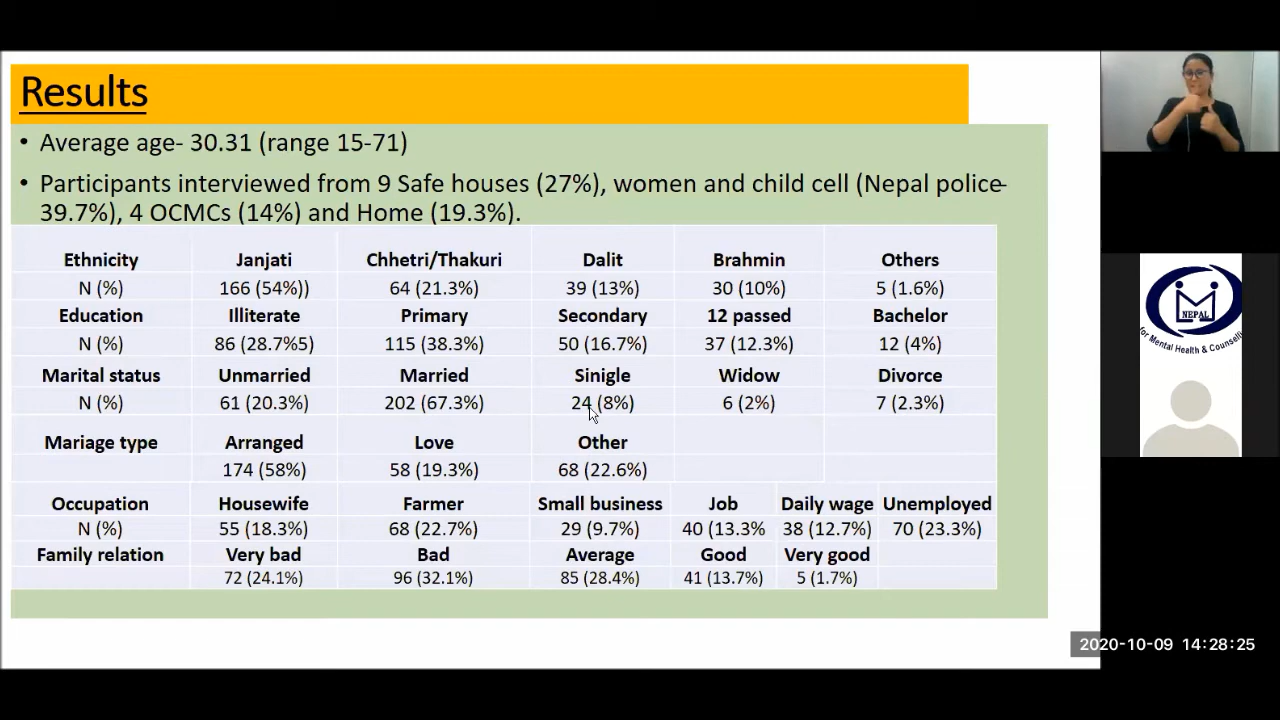 Results
• Average age- 30.31 (range 15-71)
• Participants interviewed from 9 Safe houses (27%), women and child cell (Nepal police-
39.7%), 4 OCMCs (14%) and Home (19.3%).
Ethnicity Janjati Chhetri/Thakuri Dalit Brahmin Others
N (%) 166 (54%)) 64 (21.3%) 39 (13%) 30 (10%) 5 (1.6%)
Education Illiterate Primary Secondary 12 passed Bachelor
N (%) 86 (28.7%5) 115 (38.3%) 50 (16.7%) 37 (12.3%) 12 (4%)
Marital status Unmarried Married Sinigle Widow Divorce
N (%) 61 (20.3%) 202 (67.3%) 24 (8%) 6 (2%) 7 (2.3%)
Mariage type Arranged Love Other
174 (58%) 58 (19.3%) 68 (22.6%)
Occupation Housewife Farmer Small business Job Daily wage Unemployed
N (%) 55 (18.3%) 68 (22.7%) 29 (9.7%) 40 (13.3% 38 (12.7%) 70 (23.3%)
Family relation Very bad Bad Average Good Very good
72 (24.1%) 96 (32.1%) 85 (28.4%) 41 (13.7%) 5 (1.7%)
NEPAL
for Mental Health & Counselli
2020-10-09 14:28:25